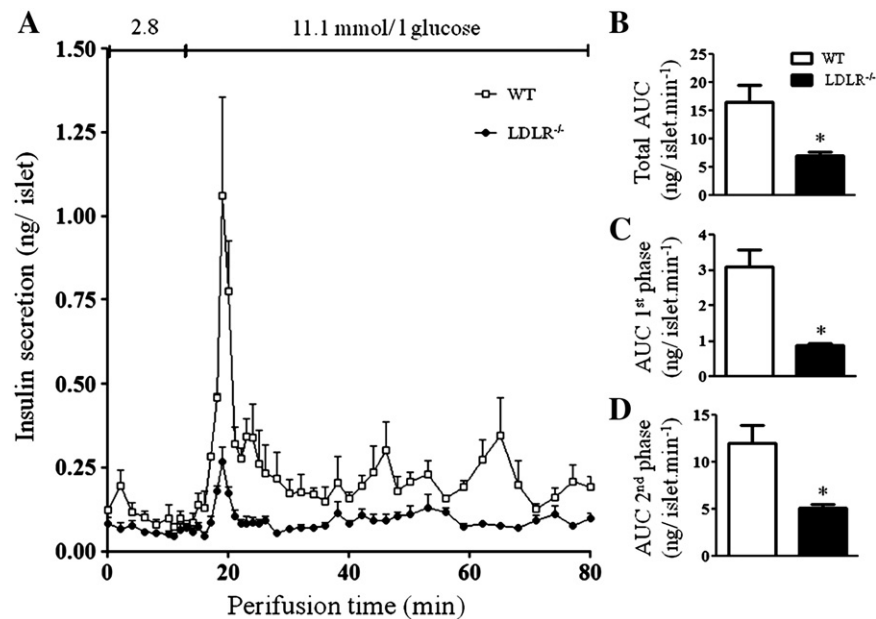 A
2.8
11.1 mmol/l glucose
1.50
1.25
1.00
0.75
0.50
0.25
0.00
Insulin secretion (ng/ islet)
WT
LDLR-/-
0
20
40
60
80
Perifusion time (min)
B
WT
LDLR-/-
25
20
15
10
5
0
Total AUC
(ng/ islet.min-1)
*
C
4
3
2
1
0
AUC 1st phase
(ng/ islet.min-1)
*
D
15
10
5
0
AUC 2nd phase
(ng/ islet.min-1)
*